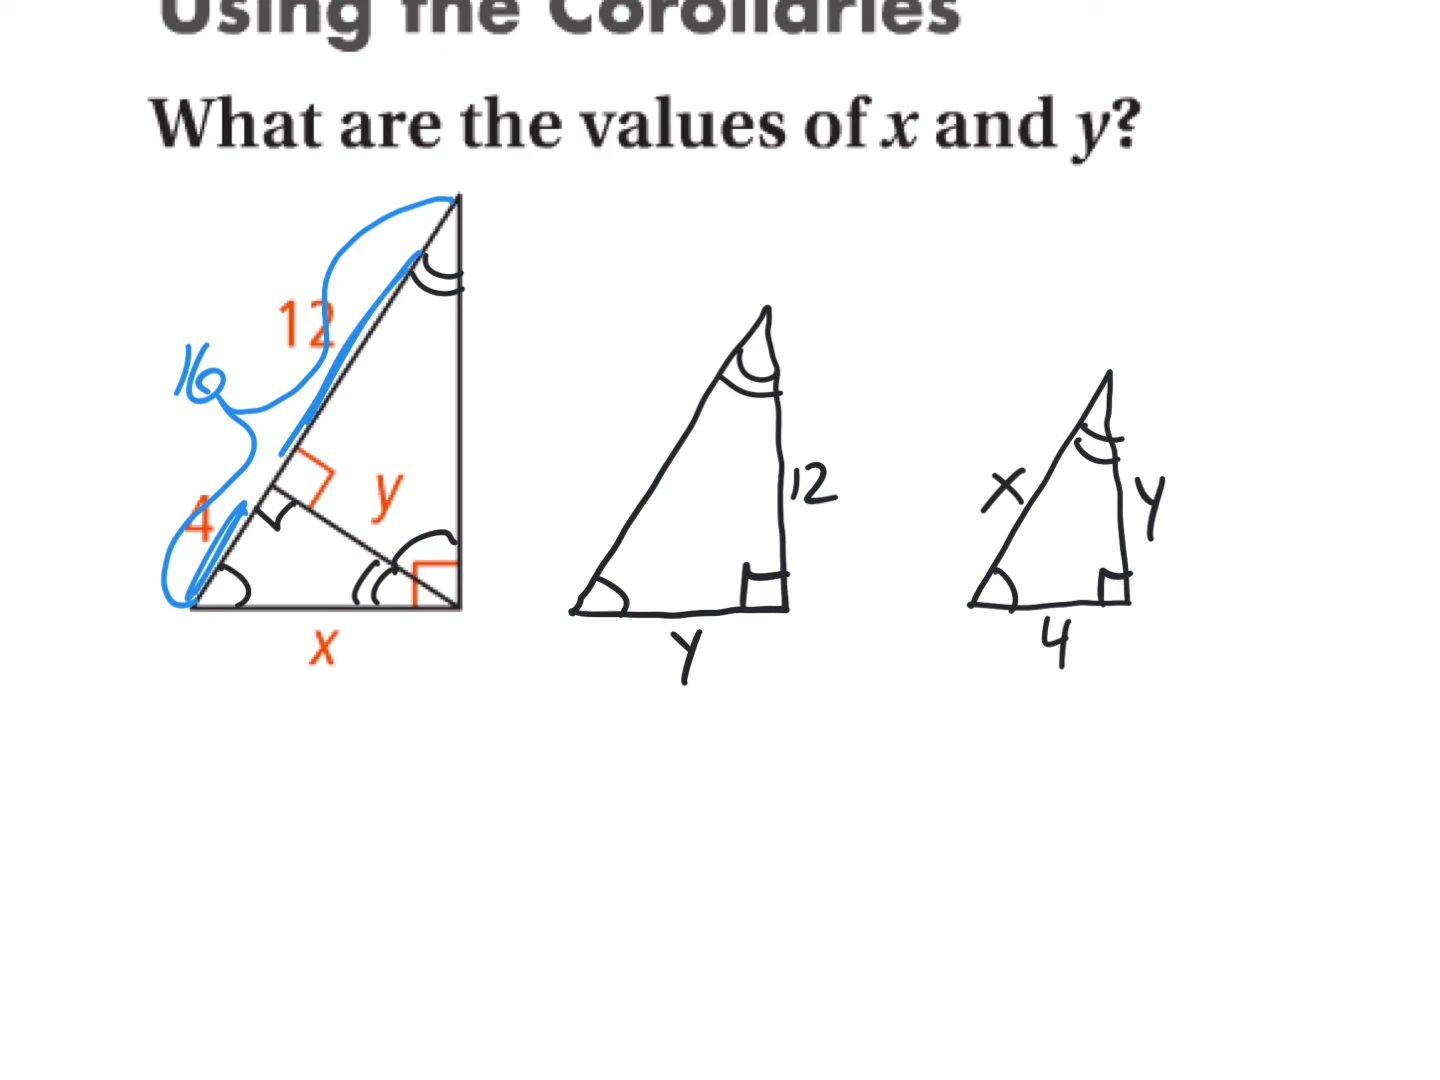 Using the Corollaries
What are the values of x and y?
12
16
4
y
x
12
y
x
y
4